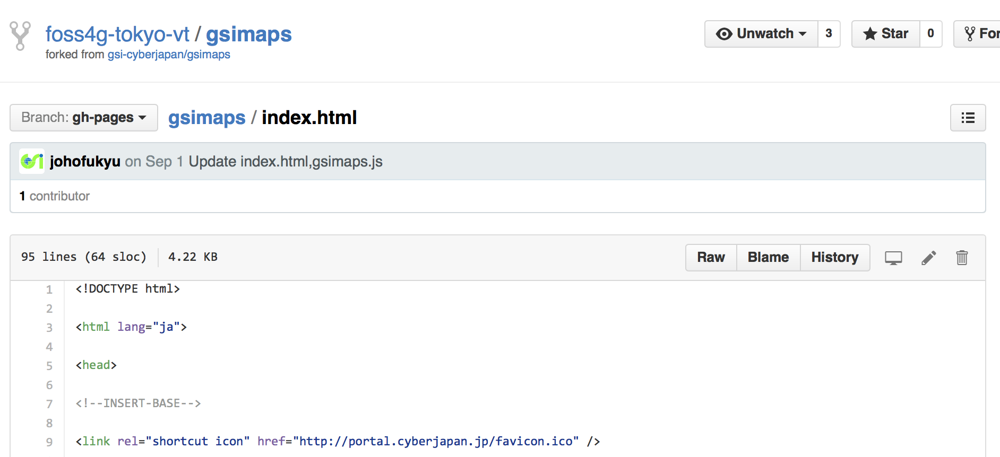 foss4g-tokyo-vt / gsimaps
forked from gsi-cyberjapan/gsimaps
Unwatch 3
Star 0
For
Branch: gh-pages
gsimaps / index.html
johofukyu on Sep 1 Update index.html,gsimaps.js
1 contributor
95 lines (64 sloc) 4.22 KB
Raw Blame History
1 <!DOCTYPE html>
2
3 <html lang="ja">
4
5 <head>
6
7 <!--INSERT-BASE-->
8
9 <link rel="shortcut icon" href="http://portal.cyberjapan.jp/favicon.ico" />